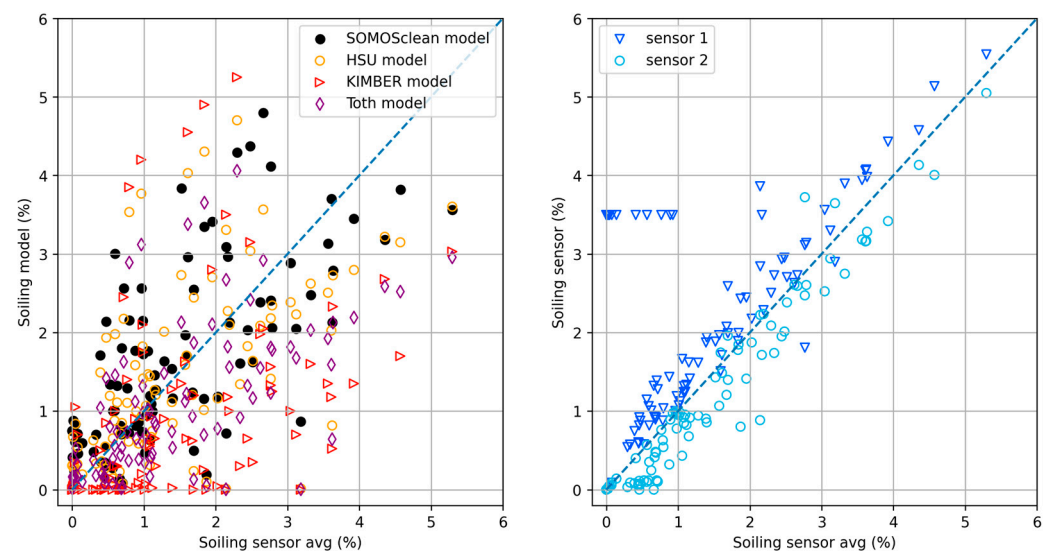 6
5
4
3
2
1
0
Soiling model (%)
0 1 2 3 4 5 6
Soiling sensor avg (%)
SOMOSclean model
HSU model
KIMBER model
Toth model
6
5
4
3
2
1
0
Soiling sensor (%)
0 1 2 3 4 5 6
Soiling sensor avg (%)
sensor 1
sensor 2